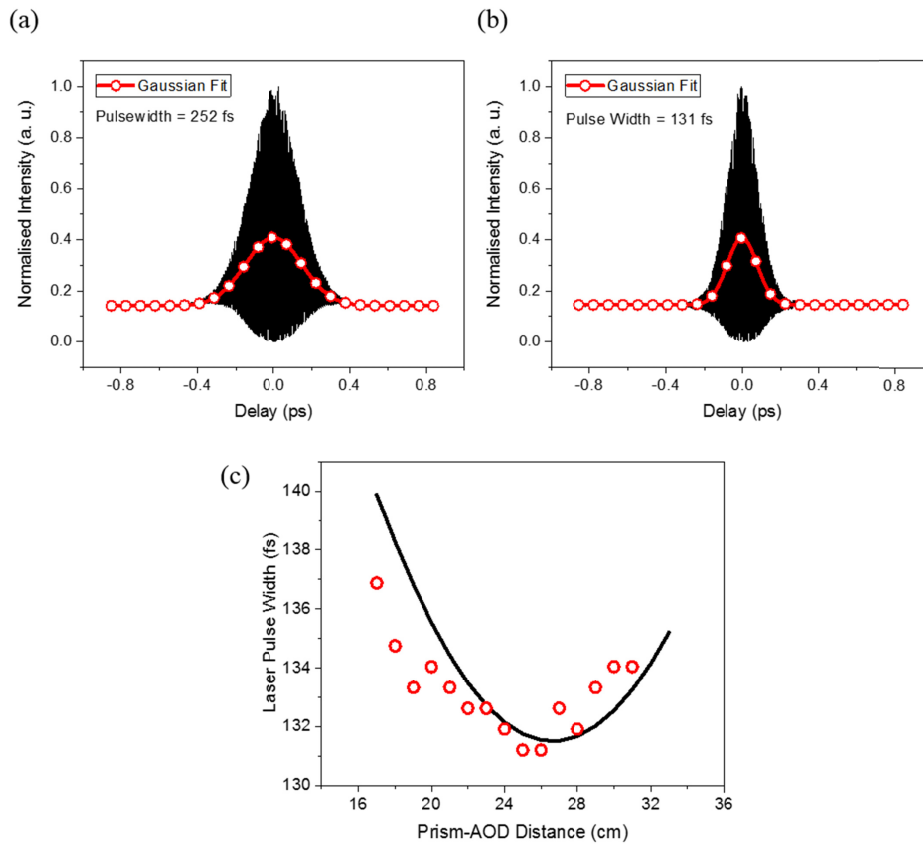 (a)
(b)
Gaussian Fit
Pulsewidth = 252 fs
Normalised Intensity (a. u.)
1.0
0.8
0.6
0.4
0.2
0.0
-0.8
-0.4
0.0
0.4
0.8
Delay (ps)
Gaussian Fit
Pulse Width = 131 fs
Normalised Intensity (a. u.)
1.0
0.8
0.6
0.4
0.2
0.0
-0.8
-0.4
0.0
0.4
0.8
Delay (ps)
(c)
Laser Pulse Width (fs)
140
138
136
134
132
130
16
20
24
28
32
36
Prism-AOD Distance (cm)